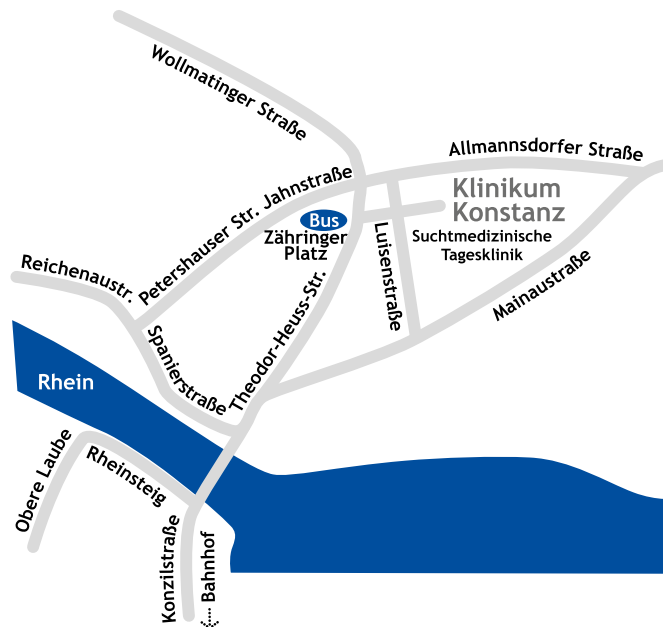 Wollmatinger Straße
Allmannsdorfer Straße
Petershauser Str. Jahnstraße
Klinikum
Konstanz
Bus
Zähringer
Platz
Luisenstraße
Suchtmedizinische
Tagesklinik
Reichenaustr.
Mainaustraße
Theodor-Heuss-Str.
Spanierstraße
Rhein
Obere Laube
Rheinsteig
Konzilstraße
Bahnhof